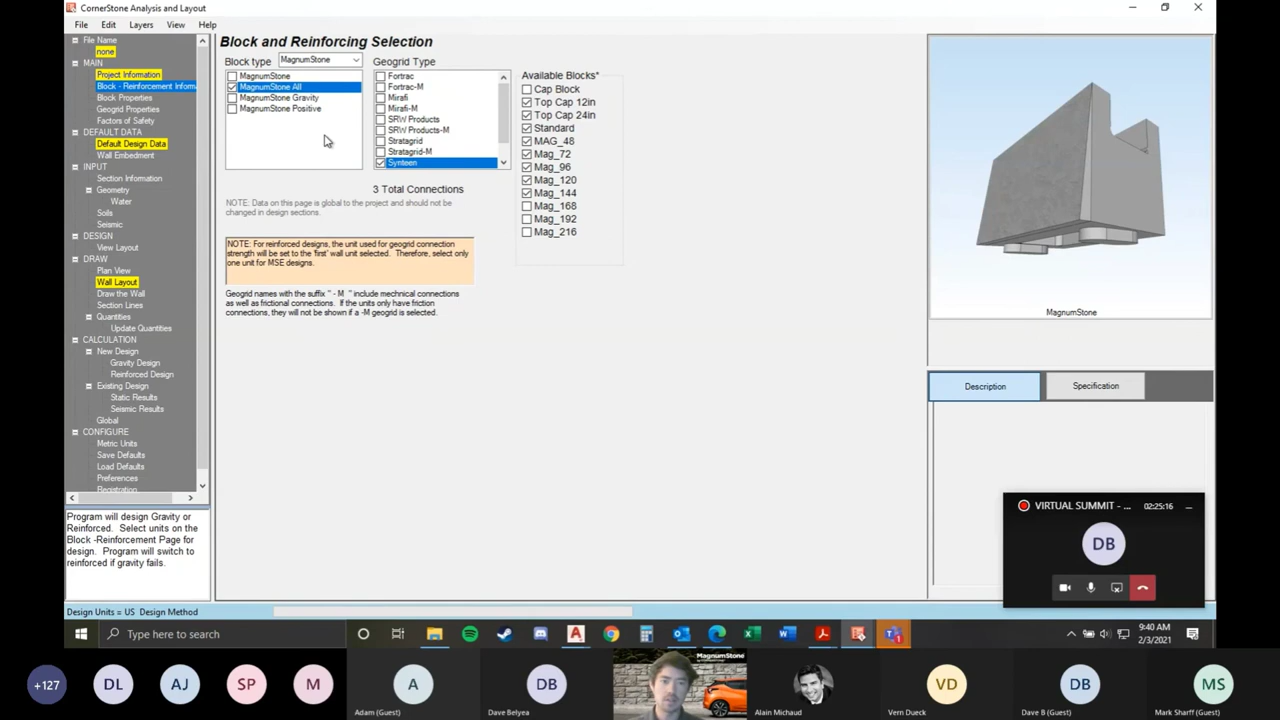 CornerStone Analysis and Layout
File Edit Layers View Help
File Name
none
MAIN
Project Information
Block - Reinforcement Inform
Block Properties
Geogrid Properties
Factors of Safety
DEFAULT DATA
Default Design Data
Wall Embedment
INPUT
Section Information
Geometry
Water
Soils
Seismic
DESIGN
View Layout
DRAW
Plan View
Wall Layout
Draw the Wall
Section Lines
Quantities
Update Quantities
CALCULATION
New Design
Gravity Design
Reinforced Design
Existing Design
Static Results
Seismic Results
Global
CONFIGURE
Metric Units
Save Defaults
Load Defaults
Preferences
Registration
Program will design Gravity or
Reinforced. Select units on the
Block -Reinforcement Page for
design. Program will switch to
reinforced if gravity fails.
Design Units = US Design Method
Block and Reinforcing Selection
Block type MagnumStone
MagnumStone
MagnumStone All
MagnumStone Gravity
MagnumStone Positive
Geogrid Type
Fortrac
Fortrac-M
Mirafi
Mirafi-M
SRW Products
SRW Products-M
Stratagrid
Stratagrid-M
Synteen
3 Total Connections
Available Blocks*
Cap Block
Top Cap 12in
Top Cap 24in
Standard
MAG_48
Mag_72
Mag_96
Mag_120
Mag_144
Mag_168
Mag_192
Mag_216
NOTE: Data on this page is global to the project and should not be
changed in design sections.
NOTE: For reinforced designs, the unit used for geogrid connection
strength will be set to the 'first' wall unit selected. Therefore, select only
one unit for MSE designs.
Geogrid names with the suffix " - M " include mechnical connections
as well as frictional connections. If the units only have friction
connections, they will not be shown if a -M geogrid is selected.
MagnumStone
Description Specification
VIRTUAL SUMMIT - ... 02:25:16
DB
Type here to search
9:40 AM
2/3/2021
+127 DL AJ SP M A DB MagnumStone VD DB MS
Adam (Guest) Dave Belyea Alain Michaud Vern Dueck Dave B (Guest) Mark Sharff (Guest)